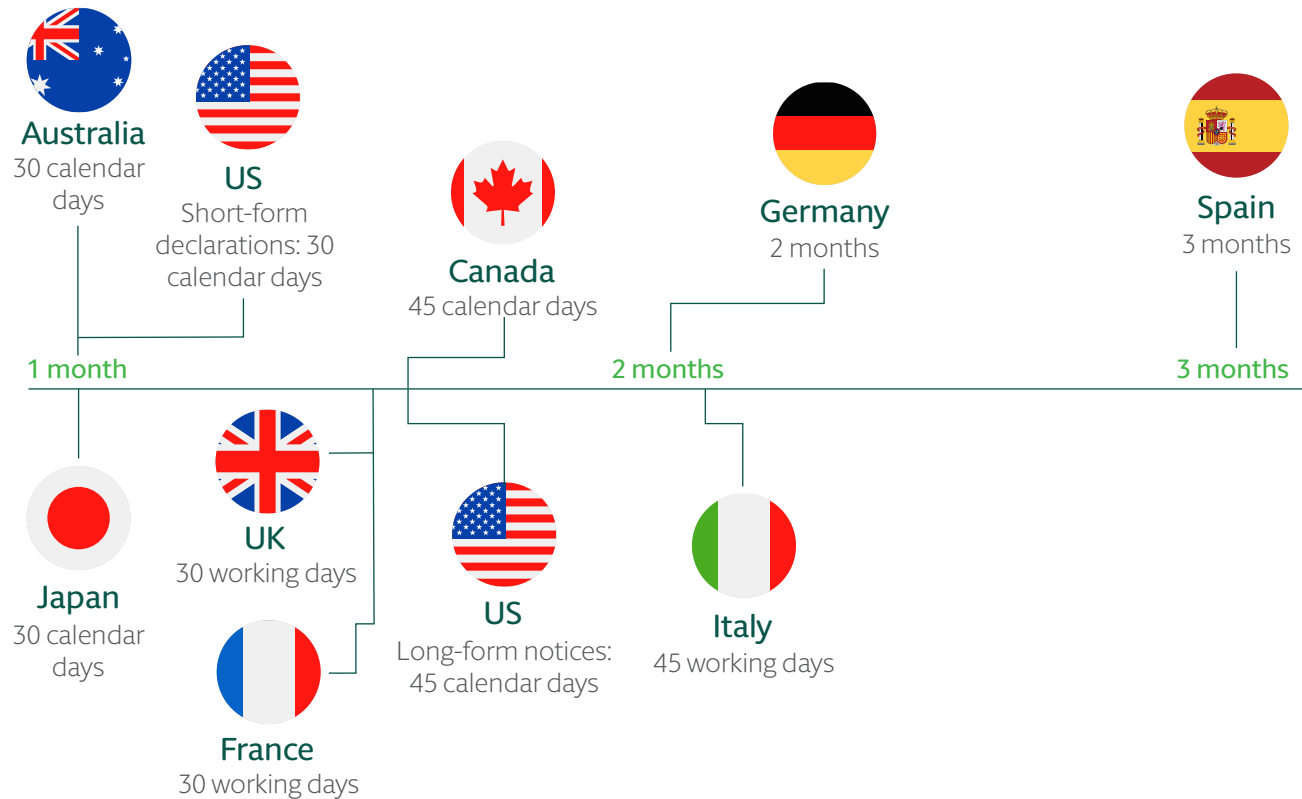 Australia
30 calendar
days
US
Short-form
declarations: 30
calendar days
Canada
45 calendar days
Germany
2 months
Spain
3 months
1 month
2 months
3 months
Japan
30 calendar
days
UK
30 working days
France
30 working days
US
Long-form notices:
45 calendar days
Italy
45 working days